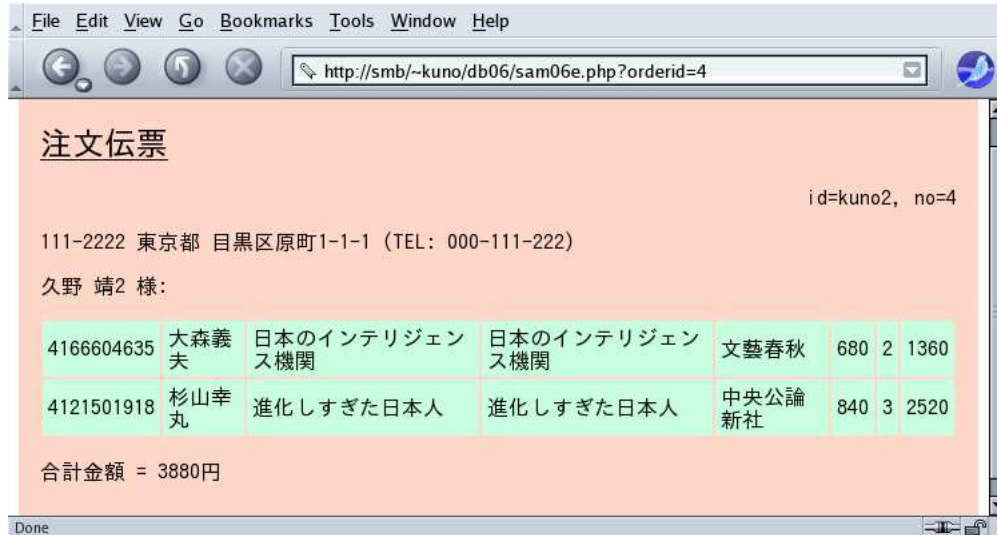 File Edit View Go Bookmarks Tools Window Help
http://smb/~kuno/db06/sam06e.php?orderid=4
注文伝票
id=kuno2, no=4
111-2222 東京都 目黒区原町1-1-1 (TEL: 000-111-222)
久野 靖2 様:
4166604635 大森義夫 日本のインテリジェンス機関 日本のインテリジェンス機関 文藝春秋 680 2 1360
4121501918 杉山幸丸 進化しすぎた日本人 進化しすぎた日本人 中央公論新社 840 3 2520
合計金額 = 3880円
Done